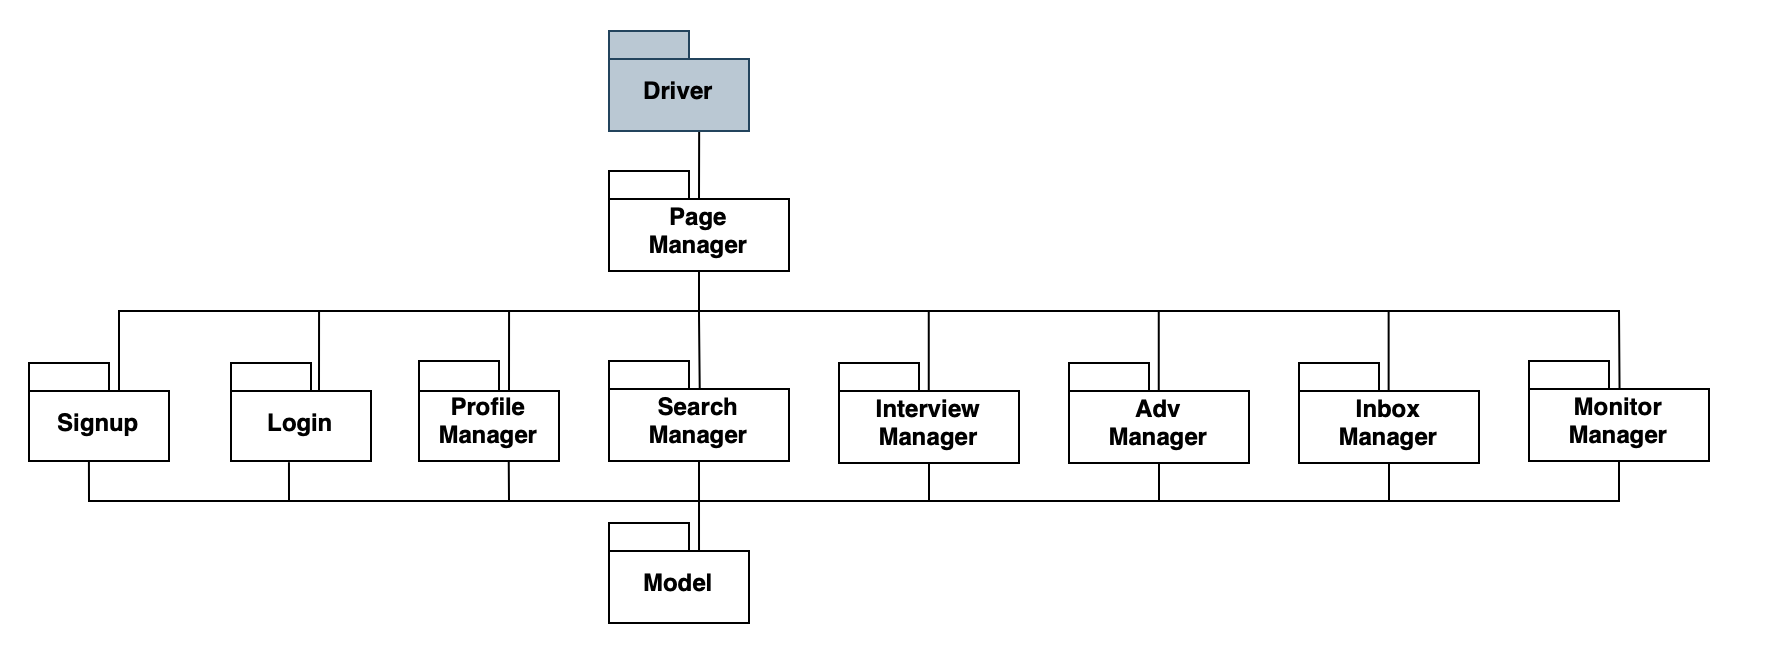 Driver
Page
Manager
Signup
Login
Profile
Manager
Search
Manager
Interview
Manager
Adv
Manager
Inbox
Manager
Monitor
Manager
Model